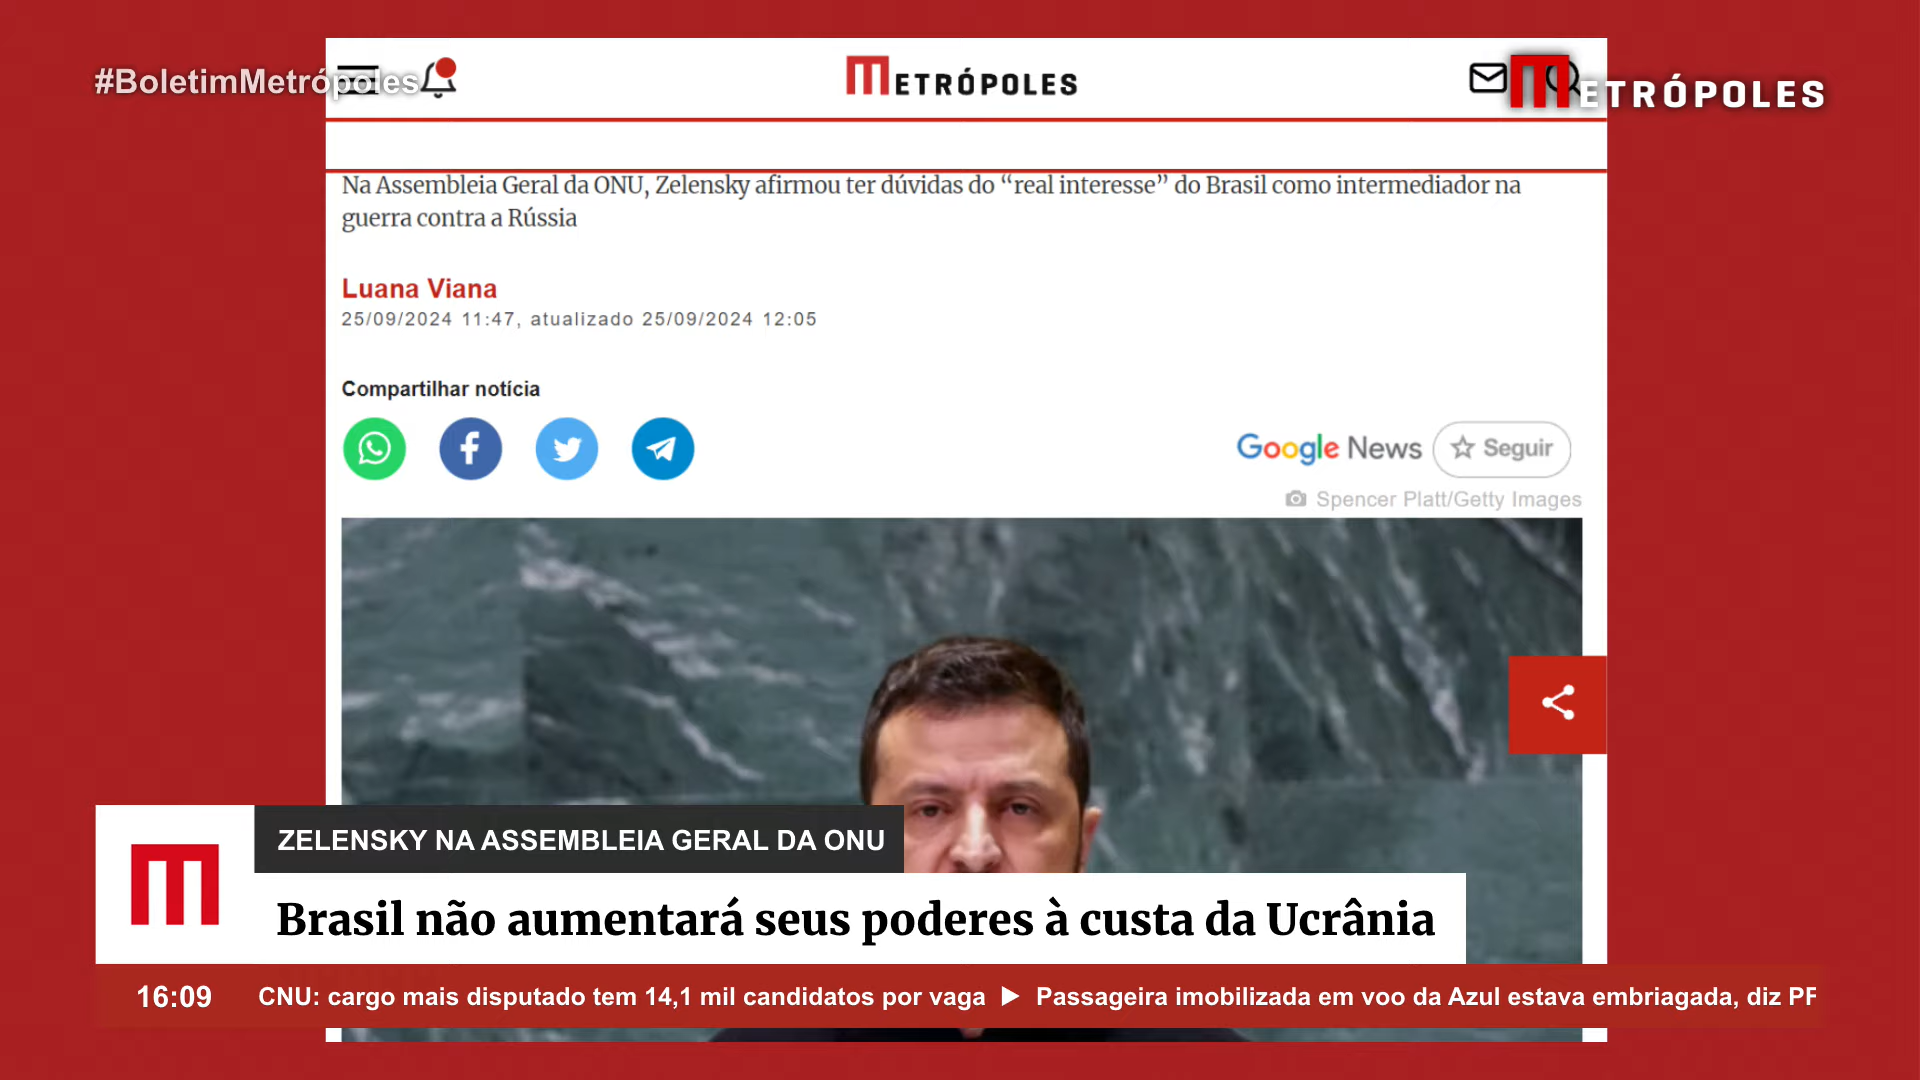 #BoletimMetrópoles
METRÓPOLES
METRÓPOLES
Na Assembleia Geral da ONU, Zelensky afirmou ter dúvidas do “real interesse” do Brasil como intermediador na
guerra contra a Rússia
Luana Viana
25/09/2024 11:47, atualizado 25/09/2024 12:05
Compartilhar notícia
Google News
Seguir
Spencer Platt/Getty Images
ZELENSKY NA ASSEMBLEIA GERAL DA ONU
Brasil não aumentará seus poderes à custa da Ucrânia
16:09
CNU: cargo mais disputado tem 14,1 mil candidatos por vaga ▶ Passageira imobilizada em voo da Azul estava embriagada, diz PF